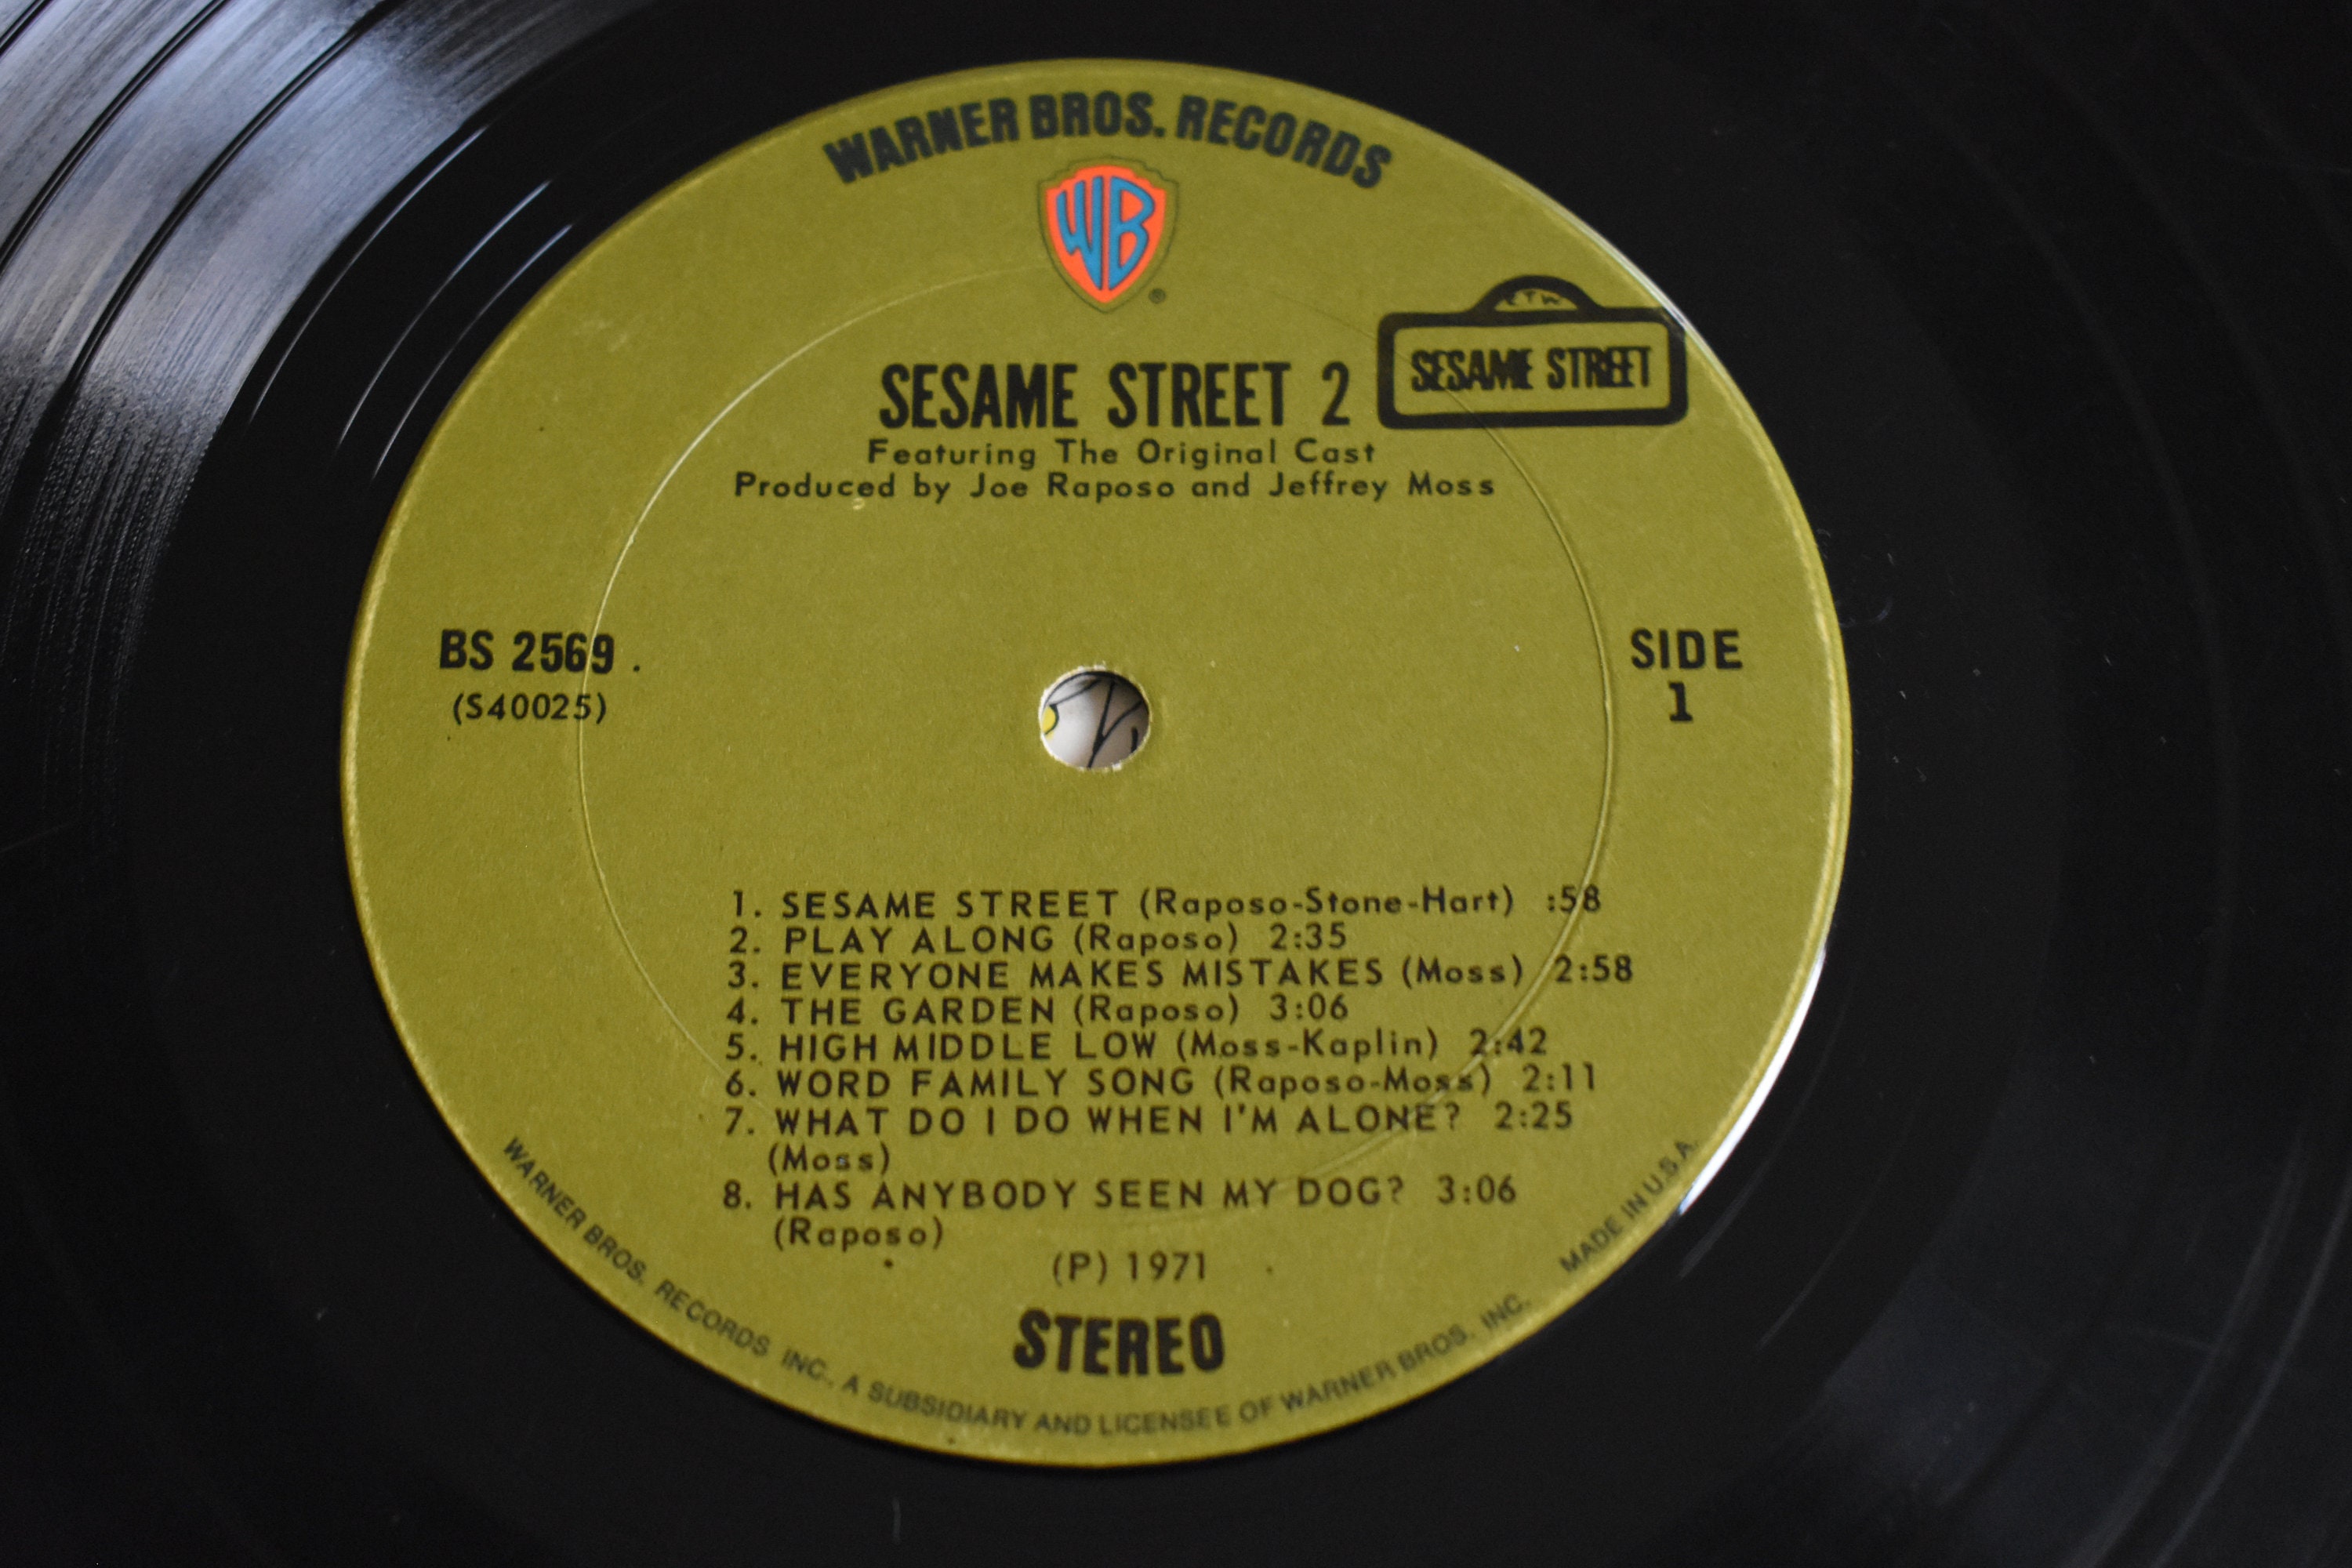 WARNER BROS. RECORDS
WB
®
CTW
SESAME STREET
SESAME STREET 2
Featuring The Original Cast
Produced by Joe Raposo and Jeffrey Moss
BS 2569 .
(S40025)
SIDE
1
1. SESAME STREET (Raposo-Stone-Hart) :58
2. PLAY ALONG (Raposo) 2:35
3. EVERYONE MAKES MISTAKES (Moss) 2:58
4. THE GARDEN (Raposo) 3:06
5. HIGH MIDDLE LOW (Moss-Kaplin) 2:42
6. WORD FAMILY SONG (Raposo-Moss) 2:11
7. WHAT DO I DO WHEN I'M ALONE? 2:25
(Moss)
8. HAS ANYBODY SEEN MY DOG? 3:06
(Raposo)
(P) 1971
STEREO
WARNER BROS. RECORDS INC., A SUBSIDIARY AND LICENSEE OF WARNER BROS. INC. MADE IN U.S.A.